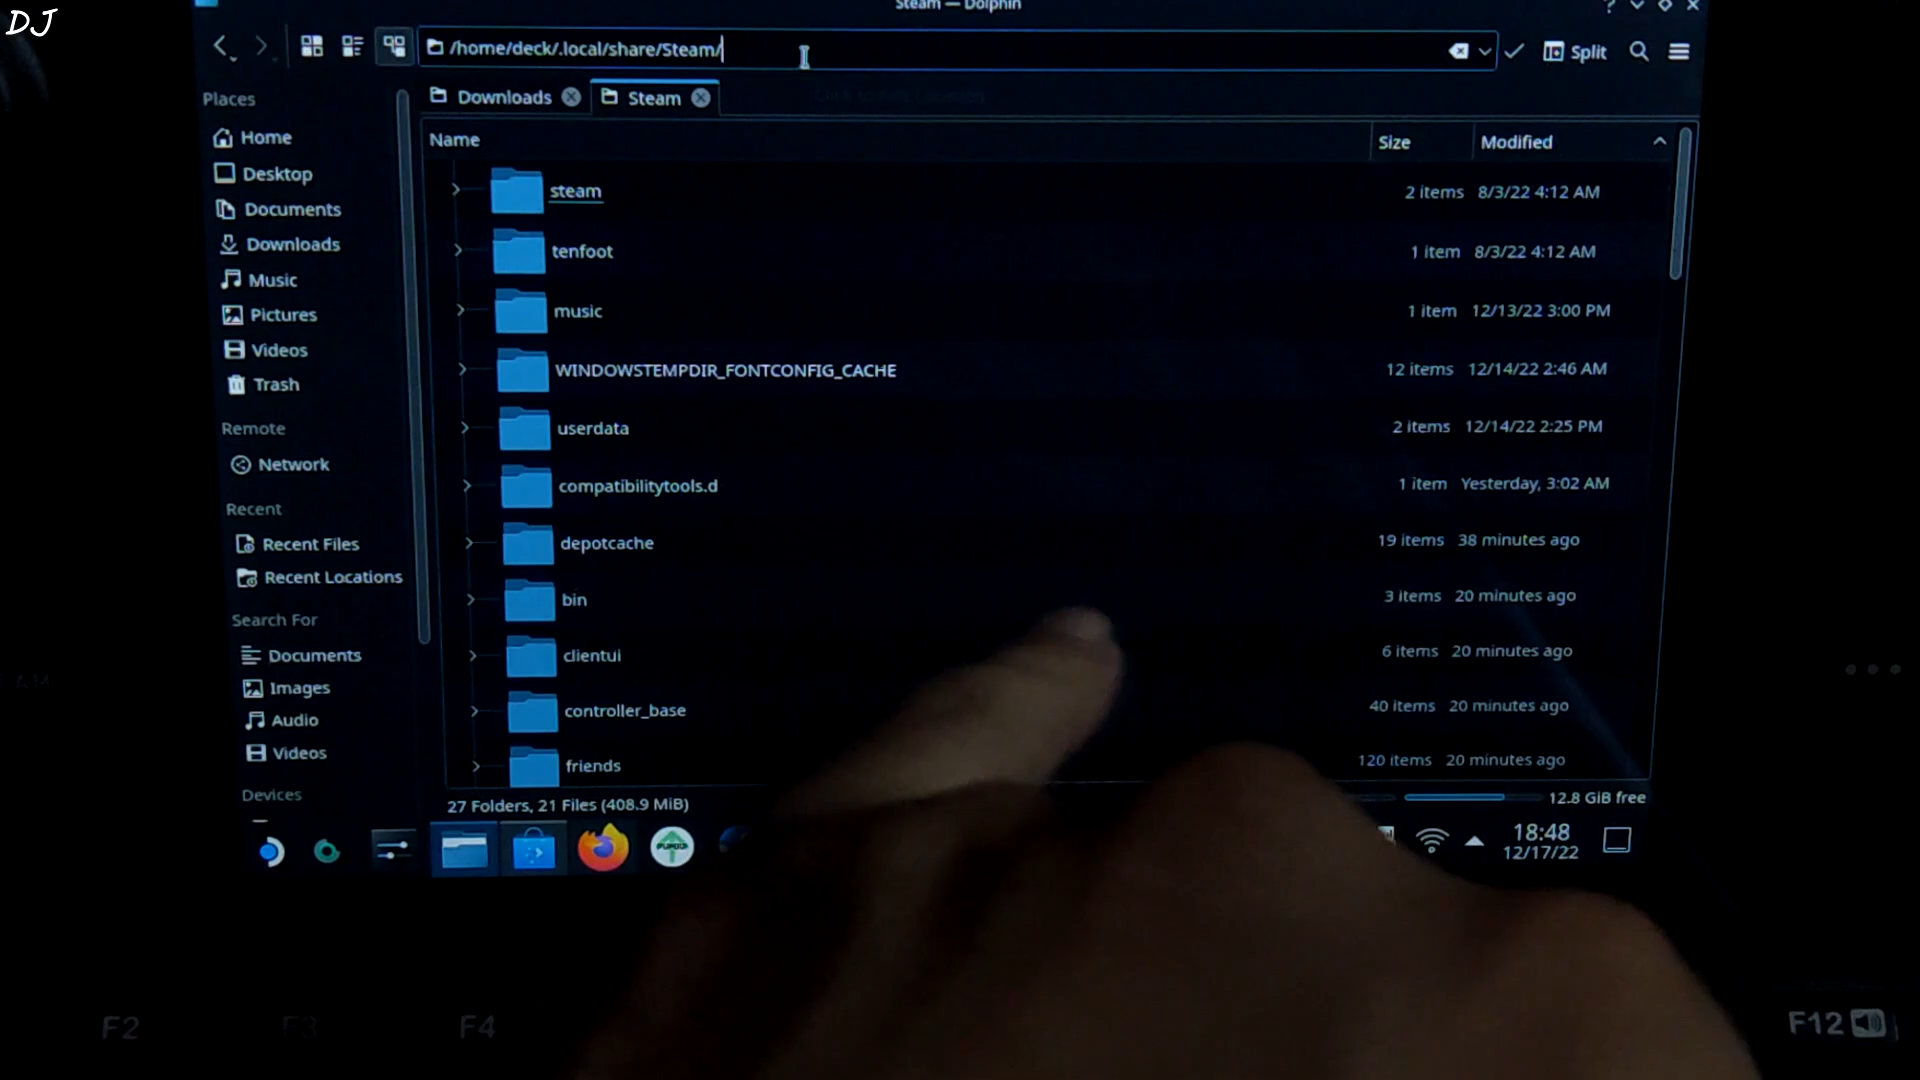 DJ
Steam — Dolphin
/home/deck/.local/share/Steam/
Split
Downloads
Steam
Places
Home
Desktop
Documents
Downloads
Music
Pictures
Videos
Trash
Remote
Network
Recent
Recent Files
Recent Locations
Search For
Documents
Images
Audio
Videos
Devices
Name Size Modified
steam 2 items 8/3/22 4:12 AM
tenfoot 1 item 8/3/22 4:12 AM
music 1 item 12/13/22 3:00 PM
WINDOWSTEMPDIR_FONTCONFIG_CACHE 12 items 12/14/22 2:46 AM
userdata 2 items 12/14/22 2:25 PM
compatibilitytools.d 1 item Yesterday, 3:02 AM
depotcache 19 items 38 minutes ago
bin 3 items 20 minutes ago
clientui 6 items 20 minutes ago
controller_base 40 items 20 minutes ago
friends 120 items 20 minutes ago
27 Folders, 21 Files (408.9 MiB)
12.8 GiB free
18:48
12/17/22
F2 F3 F4 F12